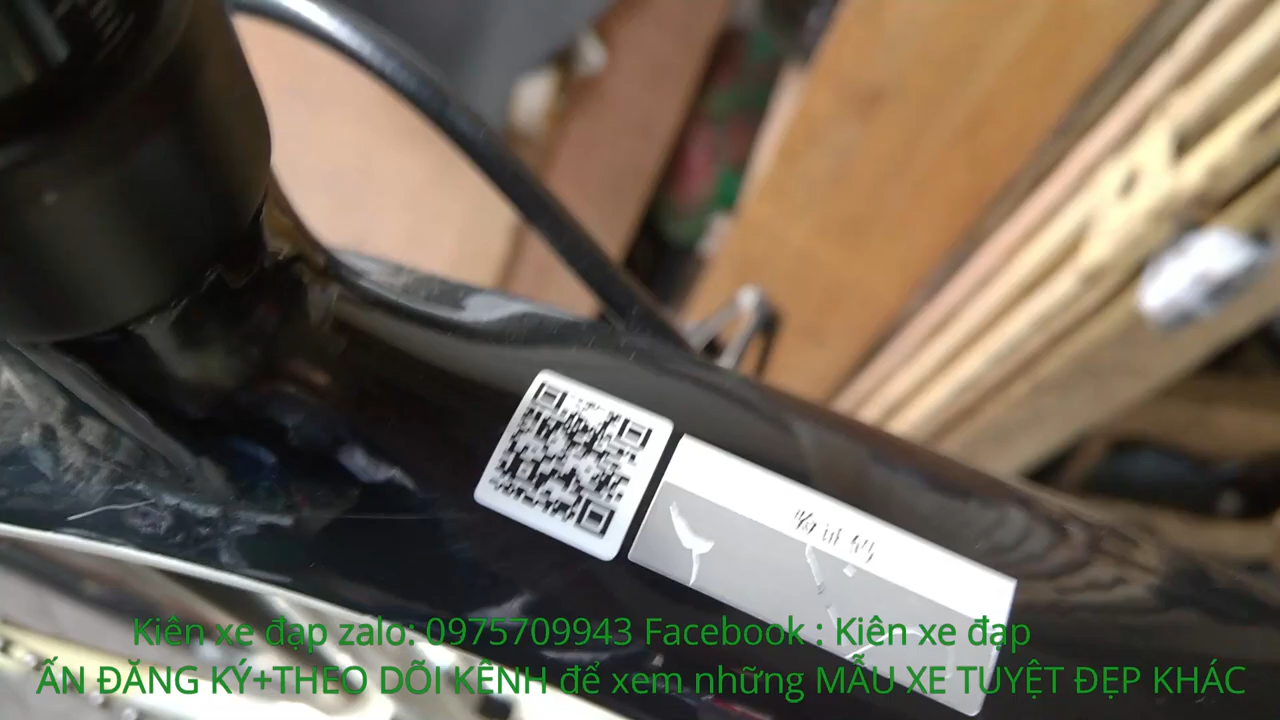 Kiên xe đạp zalo: 0975709943 Facebook : Kiên xe đạp
ẤN ĐĂNG KÝ+THEO DÕI KÊNH để xem những MẪU XE TUYỆT ĐẸP KHÁC